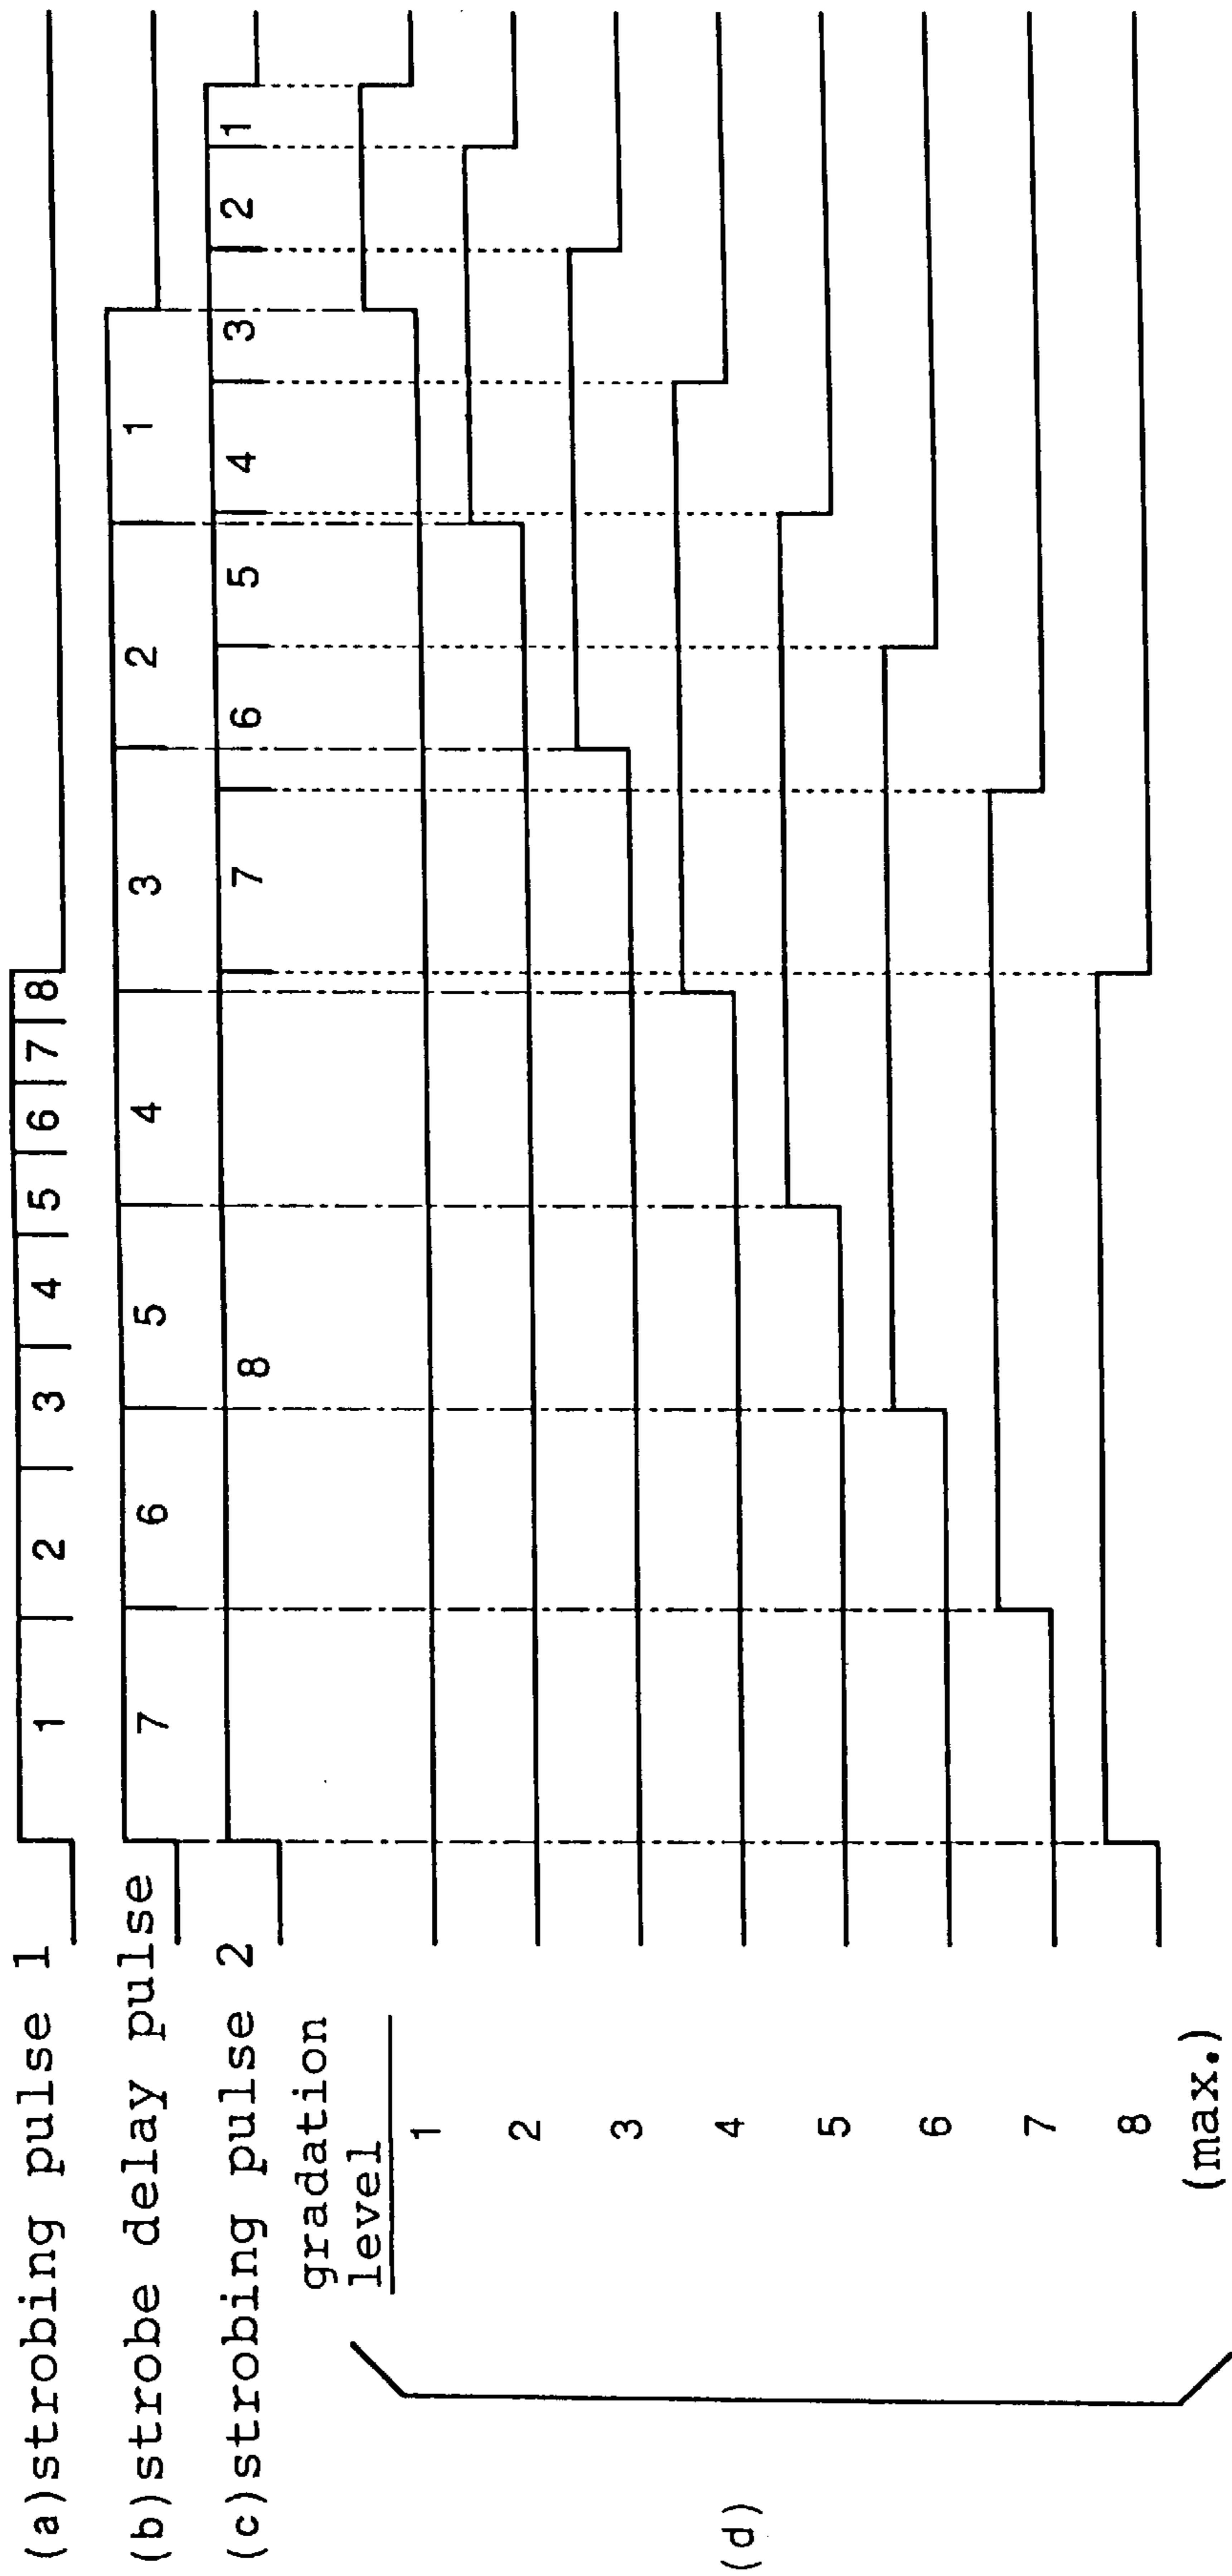 (a)strobing pulse 1
1 2 3 4 5 6 7 8
(b)strobe delay pulse
7 6 5 4 3 2 1
(c)strobing pulse 2
8 7 6 5 4 3 2 1
gradation
level
(d)
1
2
3
4
5
6
7
8
(max.)